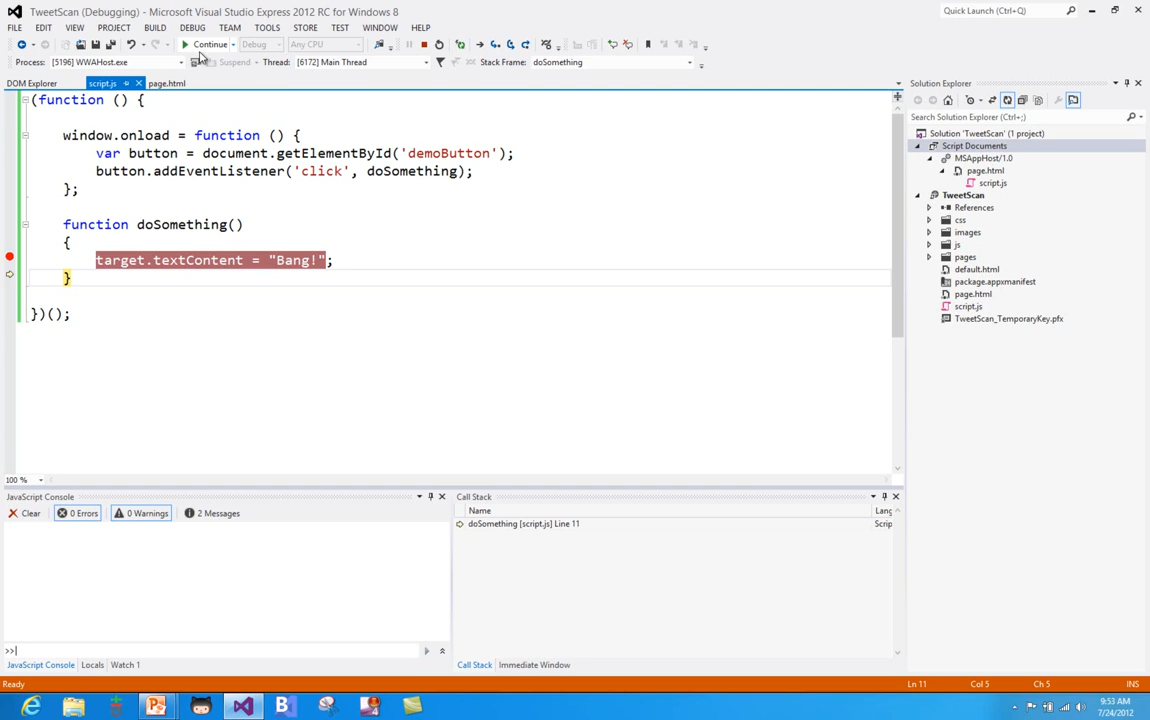 TweetScan (Debugging) - Microsoft Visual Studio Express 2012 RC for Windows 8
Quick Launch (Ctrl+;)
FILE EDIT VIEW PROJECT BUILD DEBUG TEAM TOOLS STORE TEST WINDOW HELP
Continue Debug Any CPU
Process: [5196] WWAHost.exe Suspend Thread: [6172] Main Thread Stack Frame: doSomething
DOM Explorer script.js page.html
Solution Explorer
(function () {
Search Solution Explorer (Ctrl+;)
window.onload = function () {
Solution 'TweetScan' (1 project)
Script Documents
var button = document.getElementById('demoButton');
MSAppHost/1.0
button.addEventListener('click', doSomething);
page.html
};
script.js
TweetScan
References
function doSomething()
css
{
images
js
target.textContent = "Bang!";
pages
}
default.html
package.appxmanifest
page.html
script.js
})();
TweetScan_TemporaryKey.pfx
100 %
JavaScript Console
Call Stack
Clear 0 Errors 0 Warnings 2 Messages
Name Lang
doSomething [script.js] Line 11 Scrip
>>
JavaScript Console Locals Watch 1
Call Stack Immediate Window
Ready Ln 11 Col 5 Ch 5 INS
9:53 AM
7/24/2012